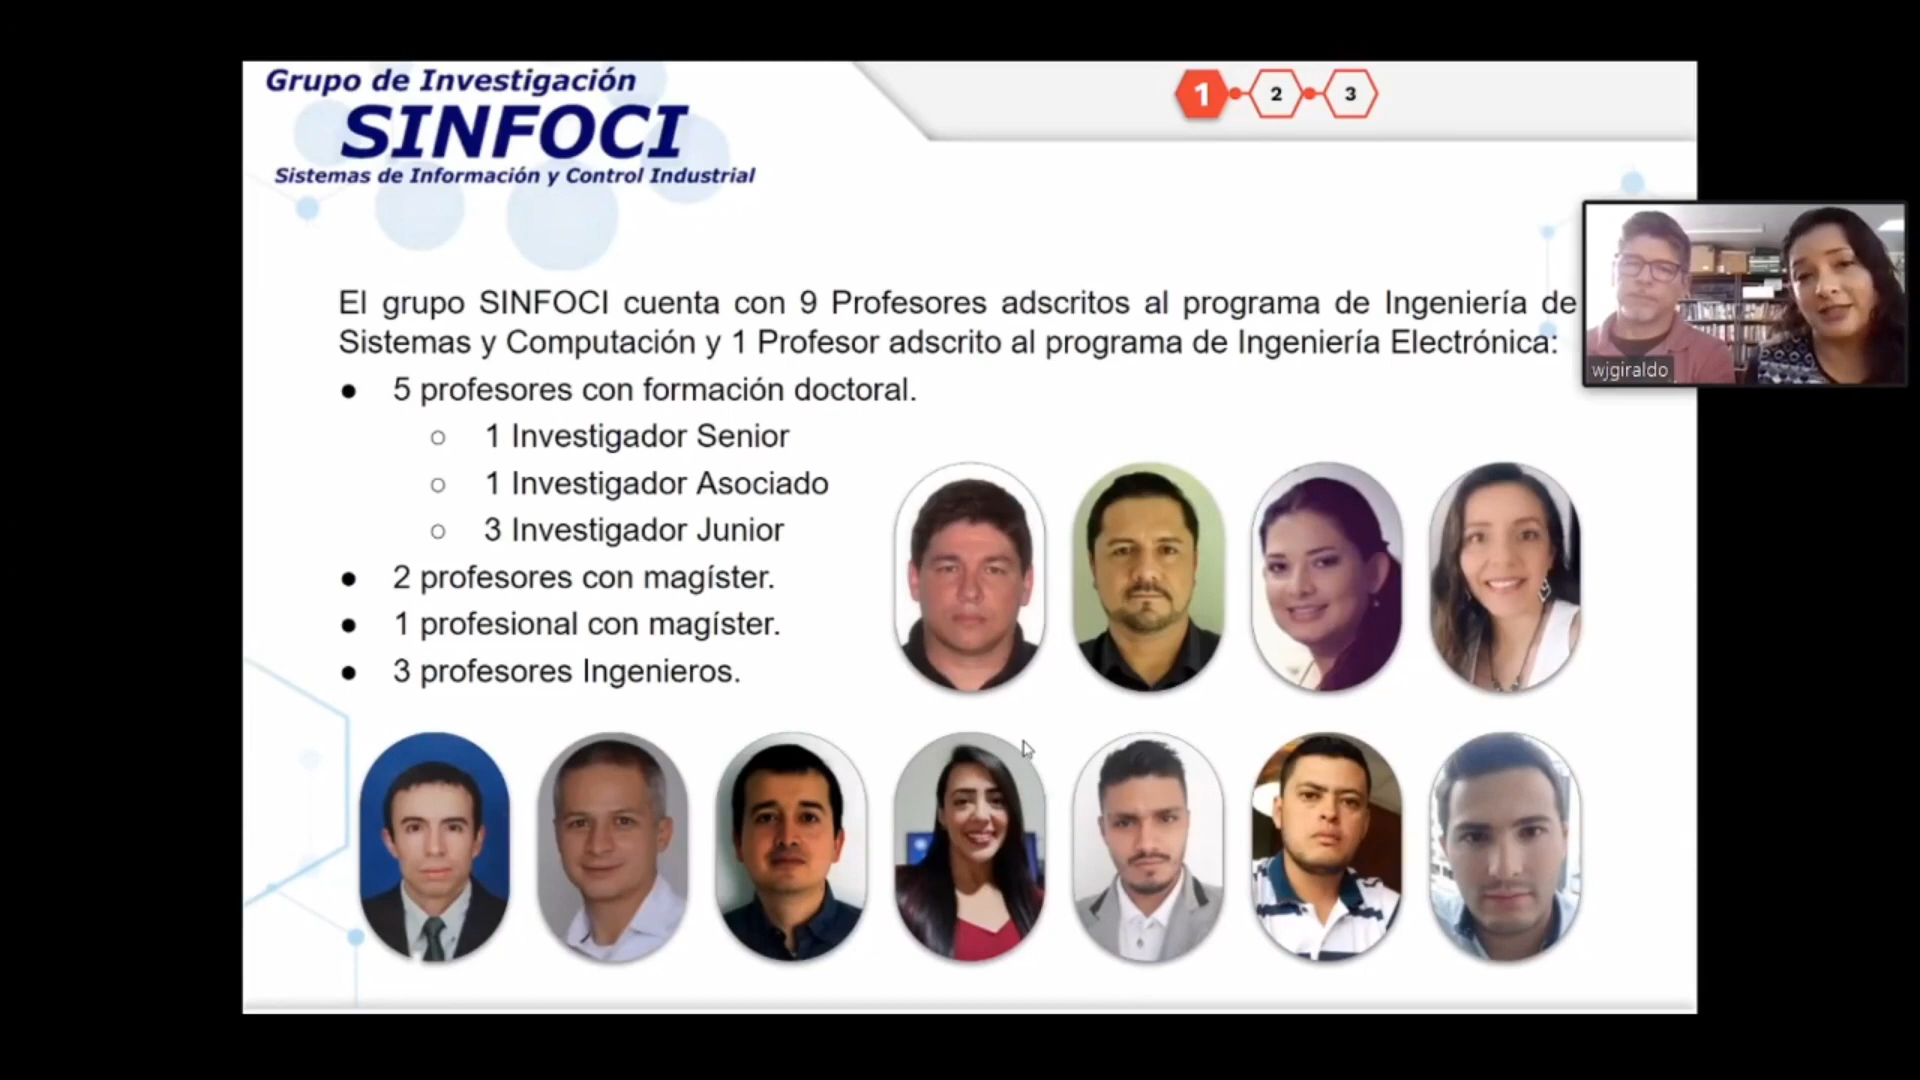 Grupo de Investigación
SINFOCI
Sistemas de Información y Control Industrial
1
2
3
El grupo SINFOCI cuenta con 9 Profesores adscritos al programa de Ingeniería de
Sistemas y Computación y 1 Profesor adscrito al programa de Ingeniería Electrónica:
● 5 profesores con formación doctoral.
○ 1 Investigador Senior
○ 1 Investigador Asociado
○ 3 Investigador Junior
● 2 profesores con magíster.
● 1 profesional con magíster.
● 3 profesores Ingenieros.
wjgiraldo